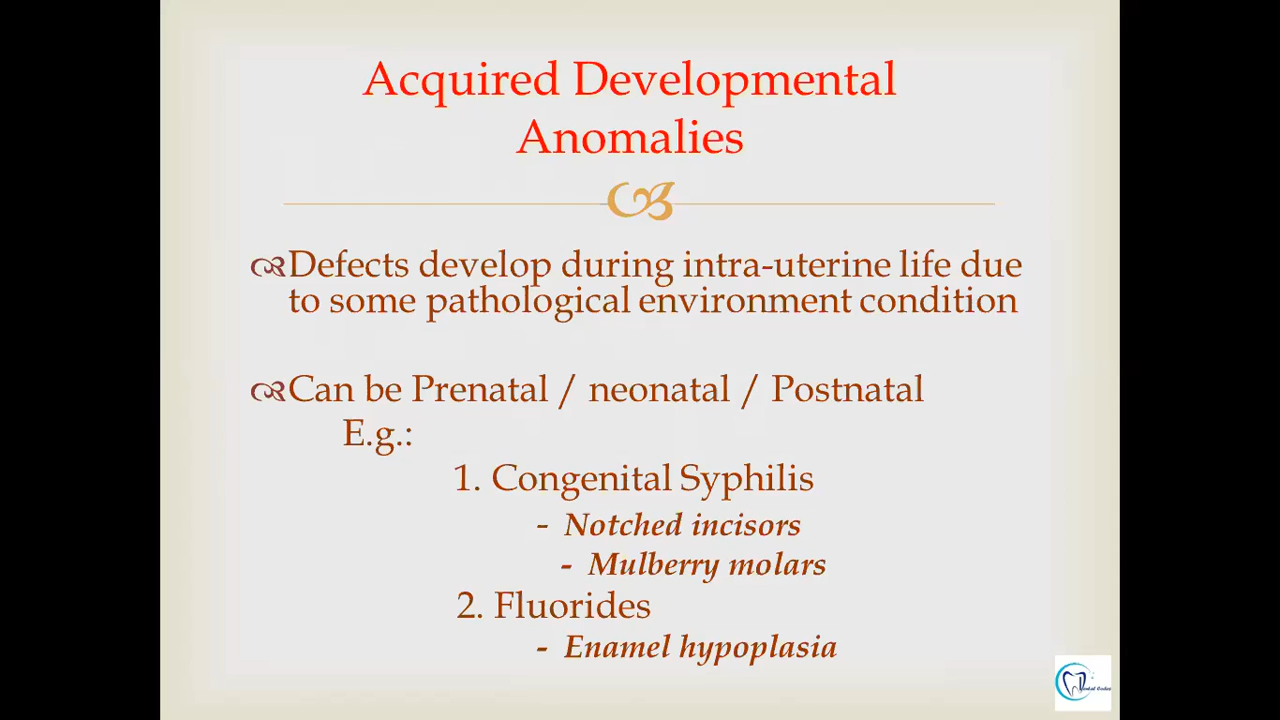 Acquired Developmental
Anomalies
Defects develop during intra-uterine life due
to some pathological environment condition
Can be Prenatal / neonatal / Postnatal
E.g.:
1. Congenital Syphilis
- Notched incisors
- Mulberry molars
2. Fluorides
- Enamel hypoplasia